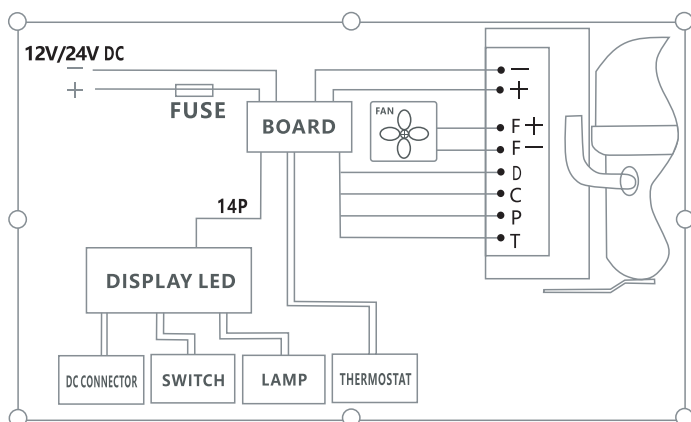 12V/24V DC
−
+
FUSE
BOARD
FAN
−
+
F +
F −
D
C
P
T
14P
DISPLAY LED
DC CONNECTOR
SWITCH
LAMP
THERMOSTAT